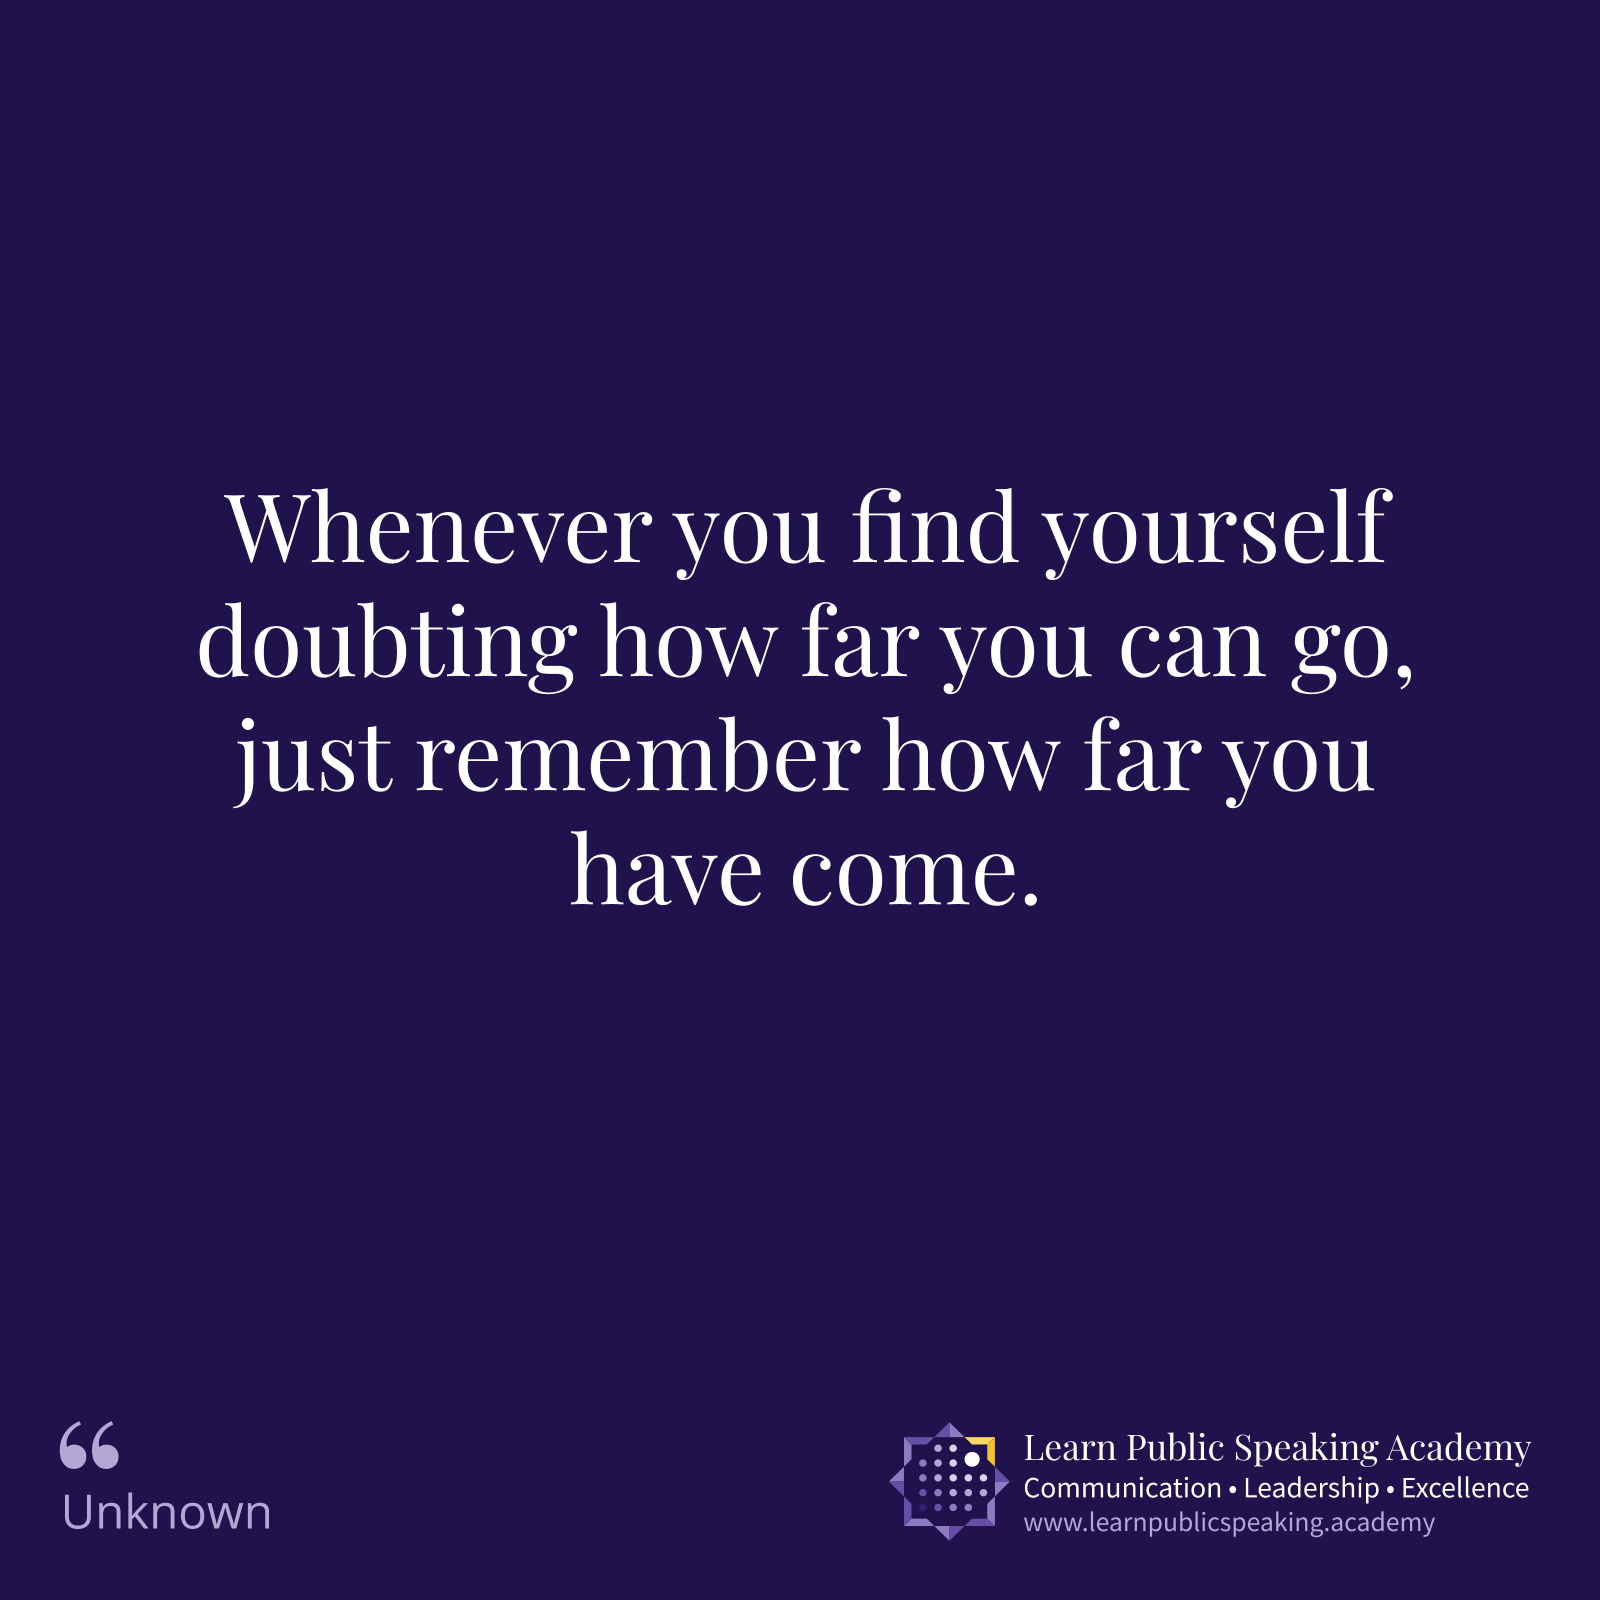 Whenever you find yourself
doubting how far you can go,
just remember how far you
have come.
“
Unknown
Learn Public Speaking Academy
Communication • Leadership • Excellence
www.learnpublicspeaking.academy